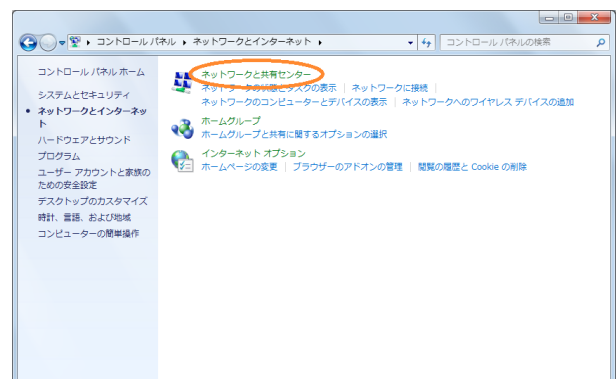 コントロール パネル ▸ ネットワークとインターネット ▸
コントロール パネルの検索
コントロール パネル ホーム
システムとセキュリティ
ネットワークとインターネッ
ト
ハードウェアとサウンド
プログラム
ユーザー アカウントと家族の
ための安全設定
デスクトップのカスタマイズ
時計、言語、および地域
コンピューターの簡単操作
ネットワークと共有センター
ネットワークの状態とタスクの表示 | ネットワークに接続 |
ネットワークのコンピューターとデバイスの表示 | ネットワークへのワイヤレス デバイスの追加
ホームグループ
ホームグループと共有に関するオプションの選択
インターネット オプション
ホームページの変更 | ブラウザーのアドオンの管理 | 閲覧の履歴と Cookie の削除